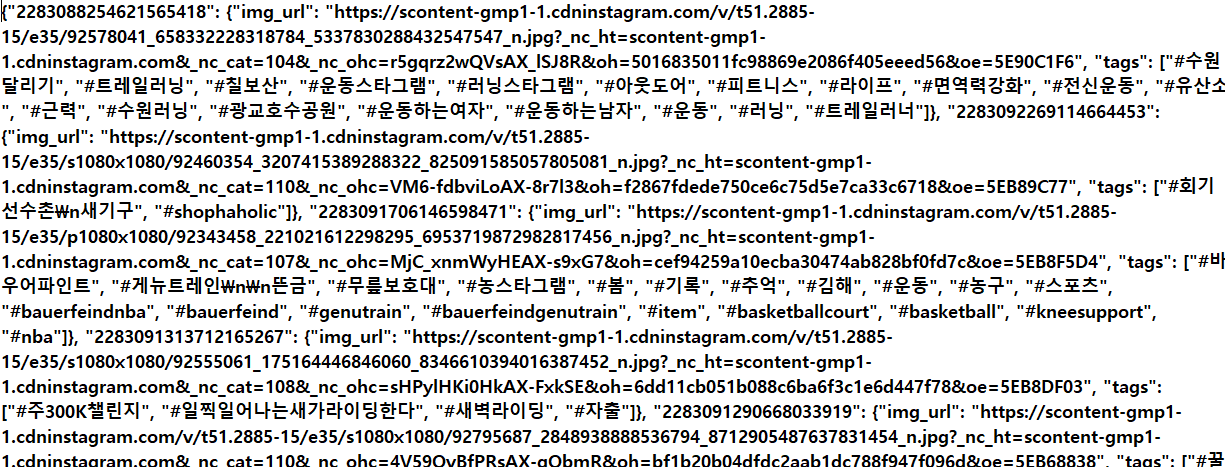 {"2283088254621565418": {"img_url": "https://scontent-gmp1-1.cdninstagram.com/v/t51.2885-
15/e35/92578041_658332228318784_5337830288432547547_n.jpg?_nc_ht=scontent-gmp1-
1.cdninstagram.com&_nc_cat=104&_nc_ohc=r5gqrz2wQVsAX_lSJ8R&oh=5016835011fc98869e2086f405eeed56&oe=5E90C1F6", "tags": ["#수원
달리기", "#트레일러닝", "#칠보산", "#운동스타그램", "#러닝스타그램", "#아웃도어", "#피트니스", "#라이프", "#면역력강화", "#전신운동", "#유산소
", "#근력", "#수원러닝", "#광교호수공원", "#운동하는여자", "#운동하는남자", "#운동", "#러닝", "#트레일러너"]}, "2283092269114664453":
{"img_url": "https://scontent-gmp1-1.cdninstagram.com/v/t51.2885-
15/e35/s1080x1080/92460354_3207415389288322_825091585057805081_n.jpg?_nc_ht=scontent-gmp1-
1.cdninstagram.com&_nc_cat=110&_nc_ohc=VM6-fdbviLoAX-8r7l3&oh=f2867fdede750ce6c75d5e7ca33c6718&oe=5EB89C77", "tags": ["#회기
선수촌₩n새기구", "#shophaholic"]}, "2283091706146598471": {"img_url": "https://scontent-gmp1-1.cdninstagram.com/v/t51.2885-
15/e35/p1080x1080/92343458_221021612298295_6953719872982817456_n.jpg?_nc_ht=scontent-gmp1-
1.cdninstagram.com&_nc_cat=107&_nc_ohc=MjC_xnmWyHEAX-s9xG7&oh=cef94259a10ecba30474ab828bf0fd7c&oe=5EB8F5D4", "tags": ["#바
우어파인트", "#게뉴트레인₩n₩n뜬금", "#무릎보호대", "#농스타그램", "#봄", "#기록", "#추억", "#김해", "#운동", "#농구", "#스포츠",
"#bauerfeindnba", "#bauerfeind", "#genutrain", "#bauerfeindgenutrain", "#item", "#basketballcourt", "#basketball", "#kneesupport",
"#nba"]}, "2283091313712165267": {"img_url": "https://scontent-gmp1-1.cdninstagram.com/v/t51.2885-
15/e35/s1080x1080/92555061_175164446846060_8346610394016387452_n.jpg?_nc_ht=scontent-gmp1-
1.cdninstagram.com&_nc_cat=108&_nc_ohc=sHPylHKi0HkAX-FxkSE&oh=6dd11cb051b088c6ba6f3c1e6d447f78&oe=5EB8DF03", "tags":
["#주300K챌린지", "#일찍일어나는새가라이딩한다", "#새벽라이딩", "#자출"]}, "2283091290668033919": {"img_url": "https://scontent-gmp1-
1.cdninstagram.com/v/t51.2885-15/e35/s1080x1080/92795687_2848938888536794_8712905487637831454_n.jpg?_nc_ht=scontent-gmp1-
1.cdninstagram.com&_nc_cat=110&_nc_ohc=4V59OvBfPRsAX-qObmR&oh=bf1b20b04dfdc2aab1dc788f947f096d&oe=5EB68838", "tags": ["#꿀